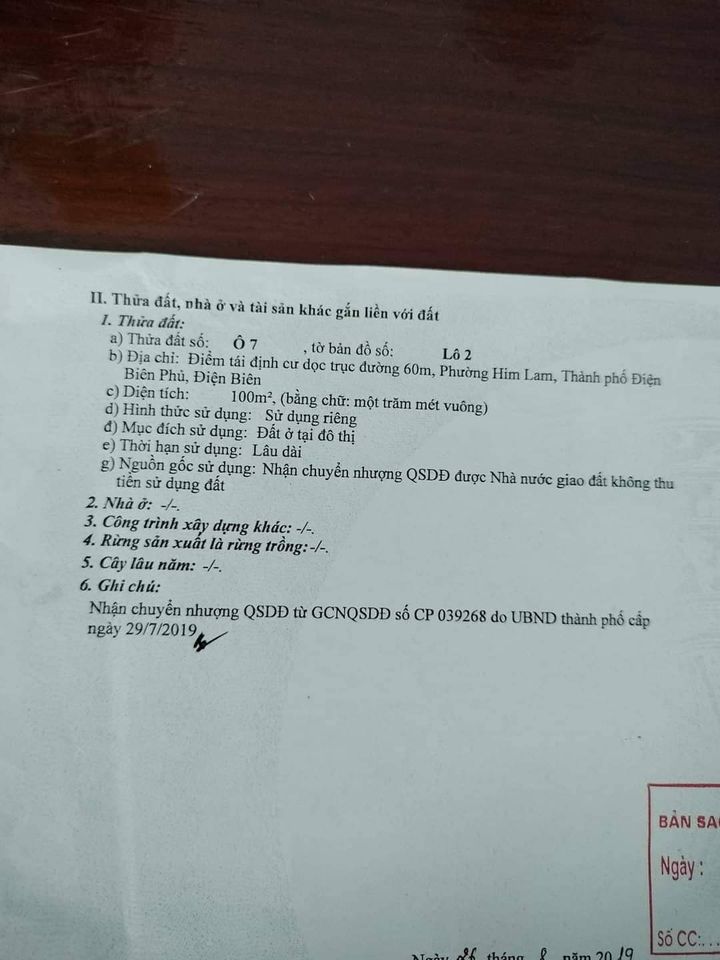 II. Thửa đất, nhà ở và tài sản khác gắn liền với đất
1. Thửa đất:
a) Thửa đất số: Ô 7 , tờ bản đồ số: Lô 2
b) Địa chỉ: Điểm tái định cư dọc trục đường 60m, Phường Him Lam, Thành phố Điện
Biên Phủ, Điện Biên
c) Diện tích: 100m², (bằng chữ: một trăm mét vuông)
d) Hình thức sử dụng: Sử dụng riêng
đ) Mục đích sử dụng: Đất ở tại đô thị
e) Thời hạn sử dụng: Lâu dài
g) Nguồn gốc sử dụng: Nhận chuyển nhượng QSDĐ được Nhà nước giao đất không thu
tiền sử dụng đất
2. Nhà ở: -/-.
3. Công trình xây dựng khác: -/-.
4. Rừng sản xuất là rừng trồng: -/-.
5. Cây lâu năm: -/-.
6. Ghi chú:
Nhận chuyển nhượng QSDĐ từ GCNQSDĐ số CP 039268 do UBND thành phố cấp
ngày 29/7/2019
BẢN SAO
Ngày :
Số CC:...
Ngày 26 tháng 8 năm 2019